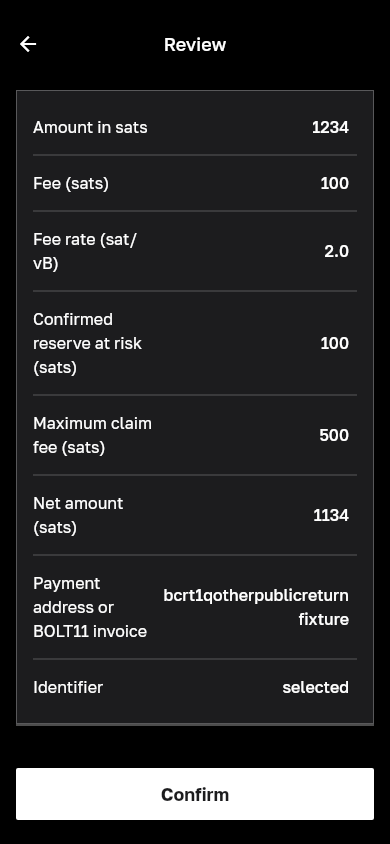 Review
Amount in sats 1234
Fee (sats) 100
Fee rate (sat/
vB) 2.0
Confirmed
reserve at risk 100
(sats)
Maximum claim
fee (sats) 500
Net amount
(sats) 1134
Payment
address or
BOLT11 invoice
bcrt1qotherpublicreturn
fixture
Identifier selected
Confirm